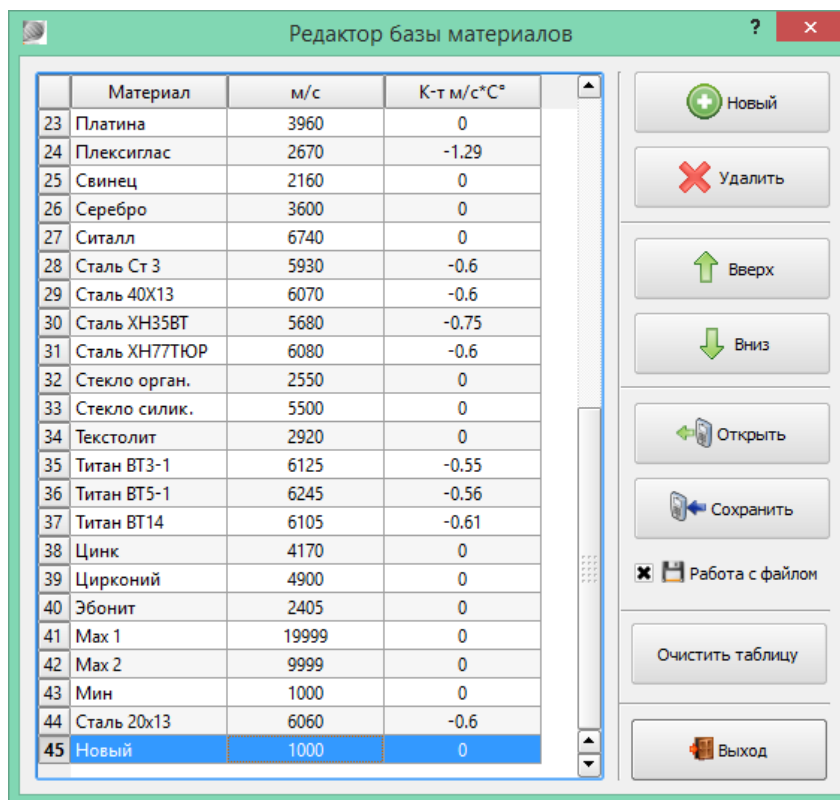 Редактор базы материалов
?
×
Материал м/с К-т м/с*С°
23 Платина 3960 0
24 Плексиглас 2670 -1.29
25 Свинец 2160 0
26 Серебро 3600 0
27 Ситалл 6740 0
28 Сталь Ст 3 5930 -0.6
29 Сталь 40Х13 6070 -0.6
30 Сталь ХН35ВТ 5680 -0.75
31 Сталь ХН77ТЮР 6080 -0.6
32 Стекло орган. 2550 0
33 Стекло силик. 5500 0
34 Текстолит 2920 0
35 Титан ВТ3-1 6125 -0.55
36 Титан ВТ5-1 6245 -0.56
37 Титан ВТ14 6105 -0.61
38 Цинк 4170 0
39 Цирконий 4900 0
40 Эбонит 2405 0
41 Max 1 19999 0
42 Max 2 9999 0
43 Мин 1000 0
44 Сталь 20х13 6060 -0.6
45 Новый 1000 0
Новый
Удалить
Вверх
Вниз
Открыть
Сохранить
Работа с файлом
Очистить таблицу
Выход